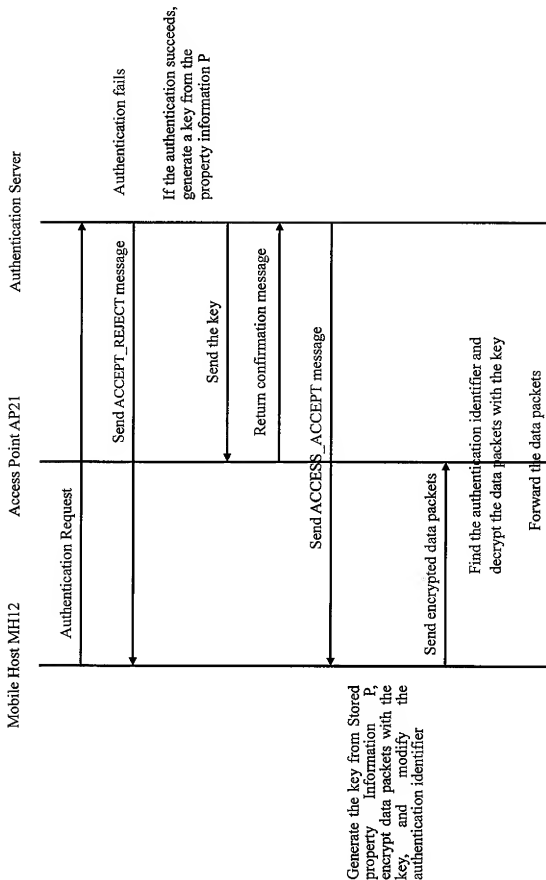 Mobile Host MH12
Access Point AP21
Authentication Server
Authentication Request
Authentication fails
Send ACCEPT_REJECT message
If the authentication succeeds,
generate a key from the
property information P
Send the key
Return confirmation message
Send ACCESS_ACCEPT message
Generate the key from Stored
property Information P,
encrypt data packets with the
key, and modify the
authentication identifier
Send encrypted data packets
Find the authentication identifier and
decrypt the data packets with the key
Forward the data packets